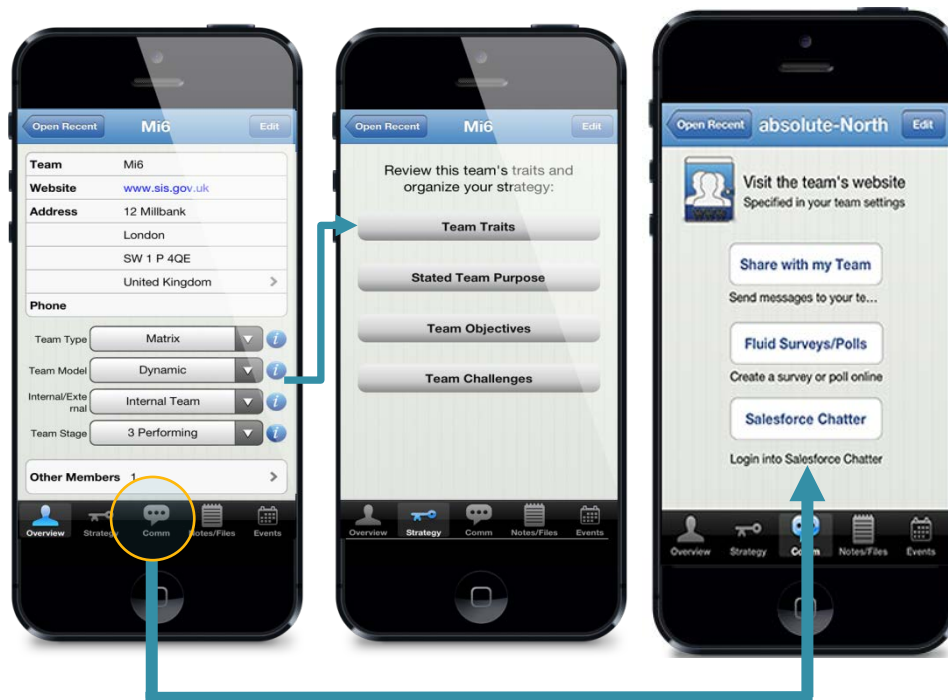 Open Recent Mi6 Edit
Team Mi6
Website www.sis.gov.uk
Address 12 Millbank
London
SW 1 P 4QE
United Kingdom
Phone
Team Type Matrix
Team Model Dynamic
Internal/Exte
rnal Internal Team
Team Stage 3 Performing
Other Members 1
Overview Strategy Comm Notes/Files Events
Open Recent Mi6 Edit
Review this team's traits and
organize your strategy:
Team Traits
Stated Team Purpose
Team Objectives
Team Challenges
Overview Strategy Comm Notes/Files Events
Open Recent absolute-North Edit
Visit the team's website
Specified in your team settings
www
Share with my Team
Send messages to your te...
Fluid Surveys/Polls
Create a survey or poll online
Salesforce Chatter
Login into Salesforce Chatter
Overview Strategy Comm Notes/Files Events